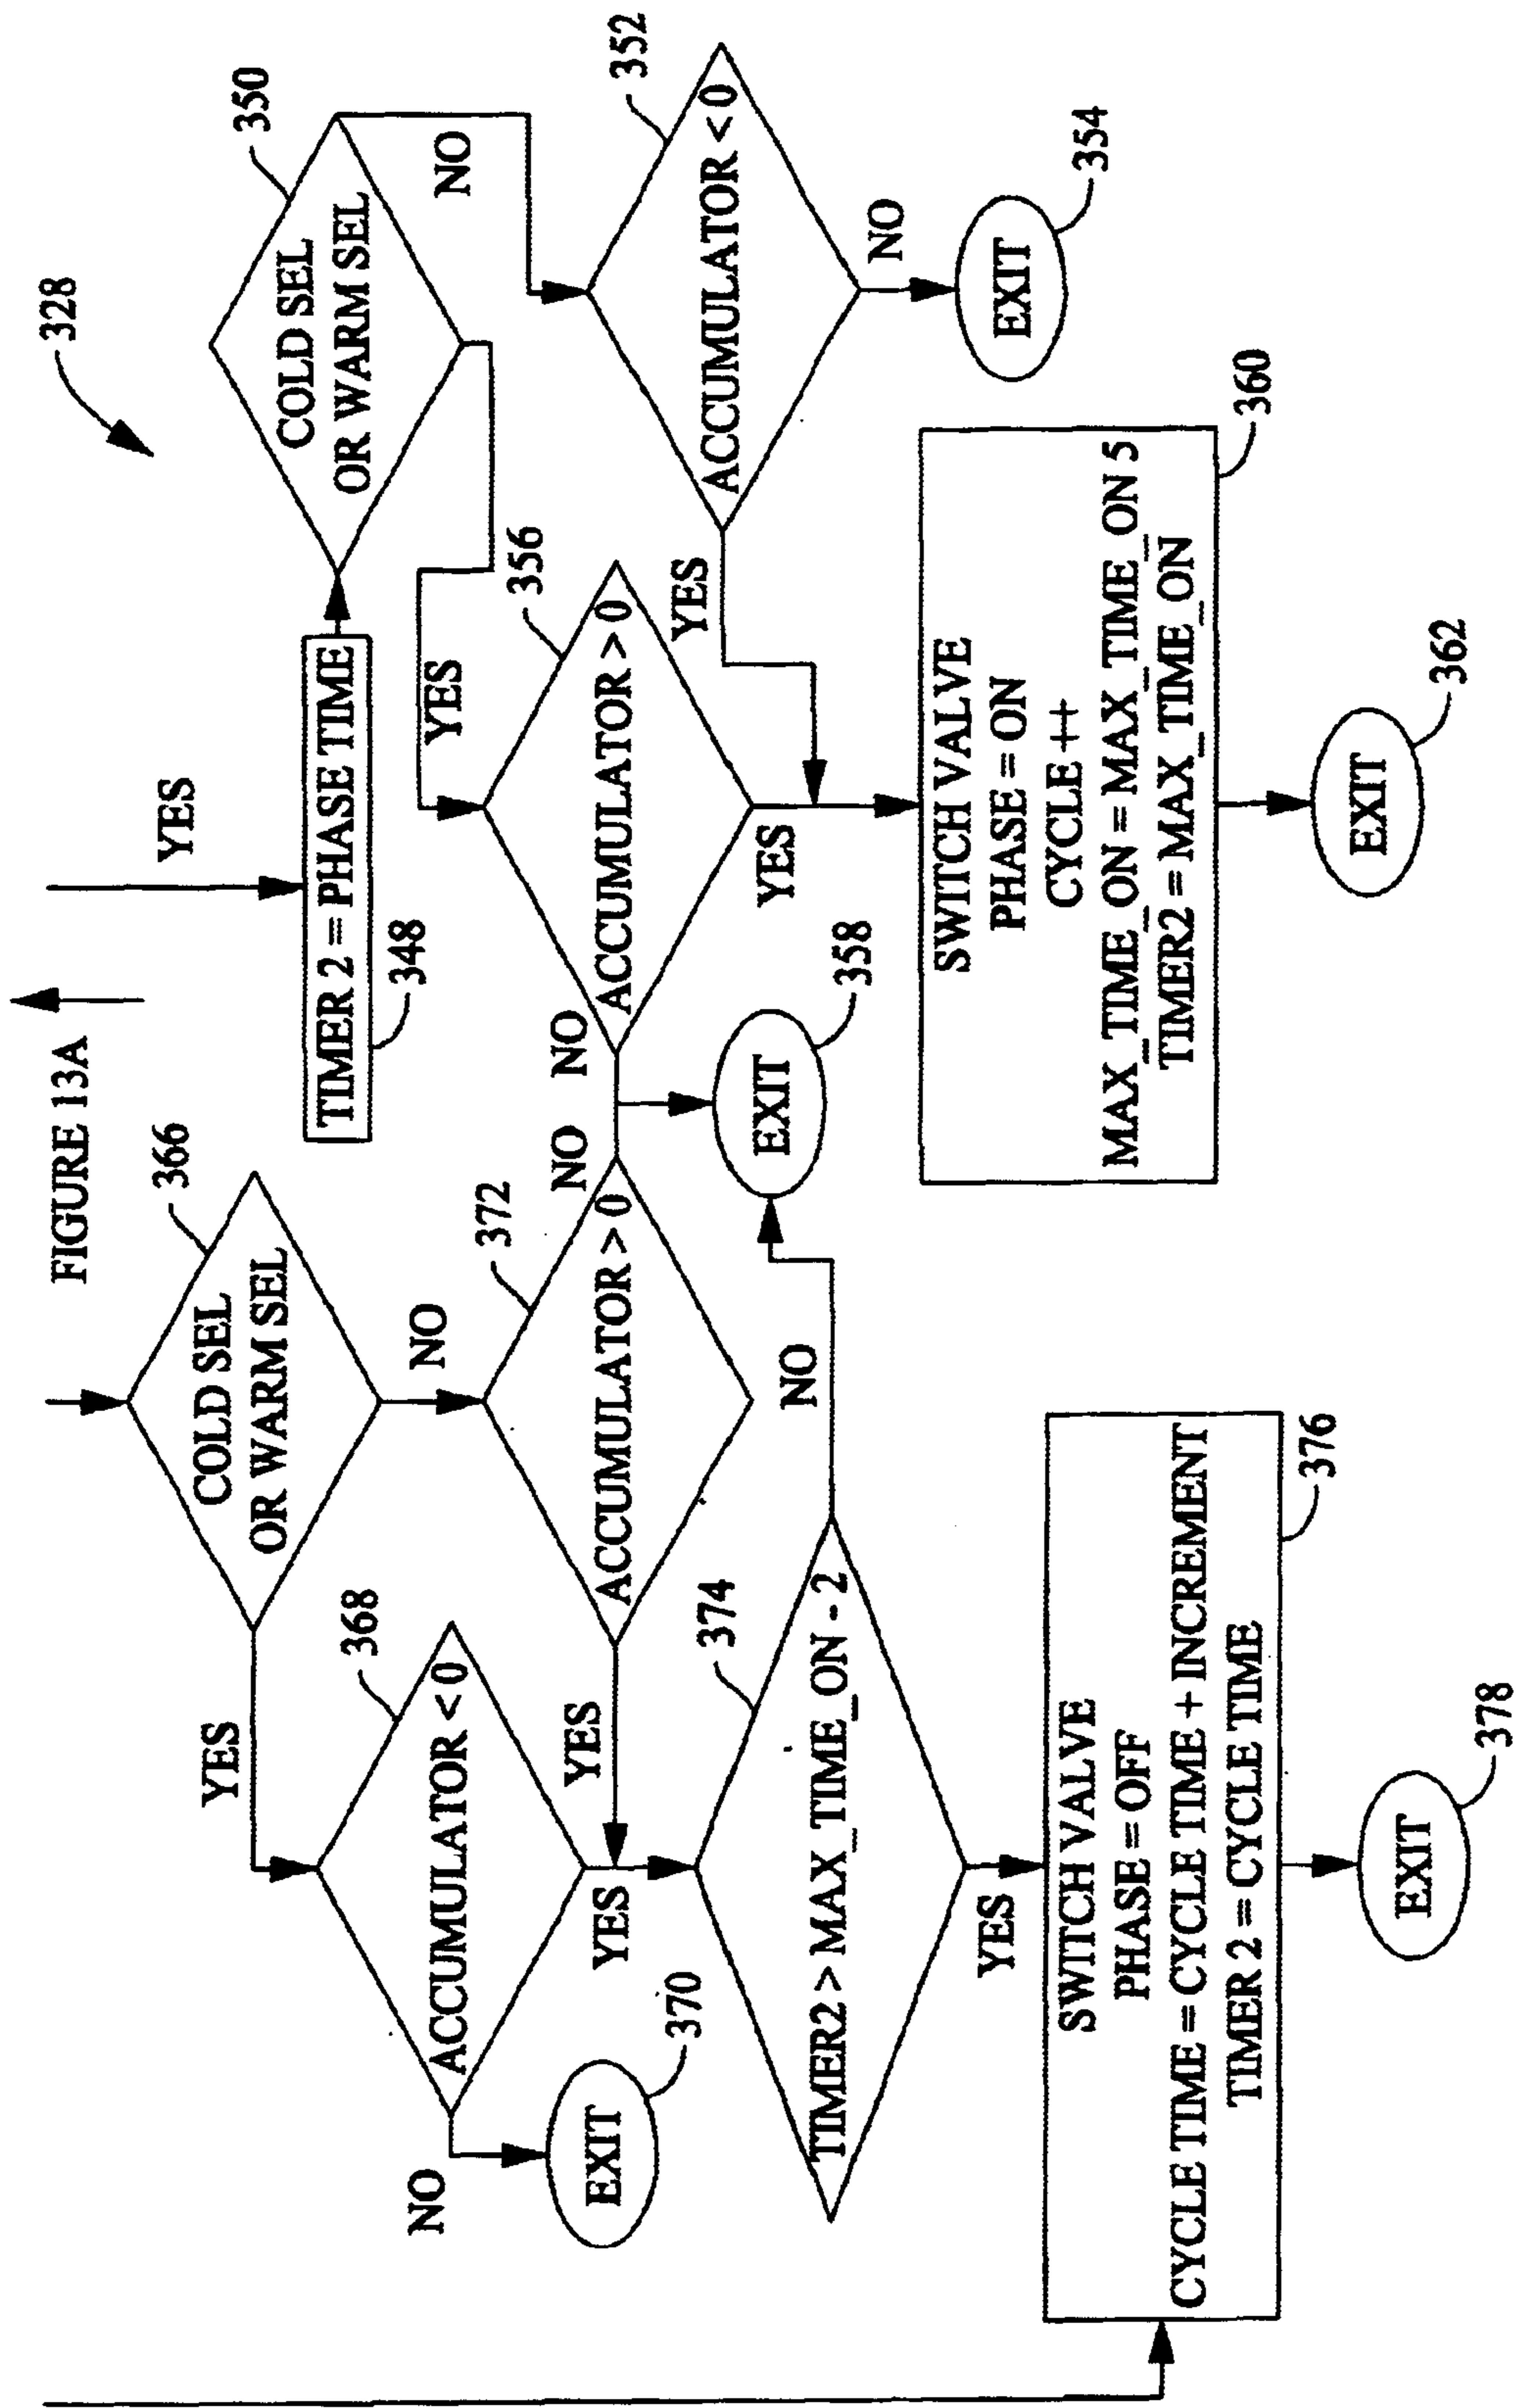 FIGURE 13A
328
YES
366
COLD SEL
OR WARM SEL
YES
NO
TIMER 2 = PHASE TIME
348
350
COLD SEL
OR WARM SEL
YES
NO
368
ACCUMULATOR < 0
NO
YES
EXIT
370
372
ACCUMULATOR > 0
YES
NO
356
ACCUMULATOR > 0
NO
YES
352
ACCUMULATOR < 0
YES
NO
EXIT
354
EXIT
358
374
TIMER2 > MAX_TIME_ON - 2
NO
YES
SWITCH VALVE
PHASE = ON
CYCLE ++
MAX_TIME_ON = MAX_TIME_ON 5
TIMER2 = MAX_TIME_ON
360
EXIT
362
SWITCH VALVE
PHASE = OFF
CYCLE TIME = CYCLE TIME + INCREMENT
TIMER 2 = CYCLE TIME
376
EXIT
378